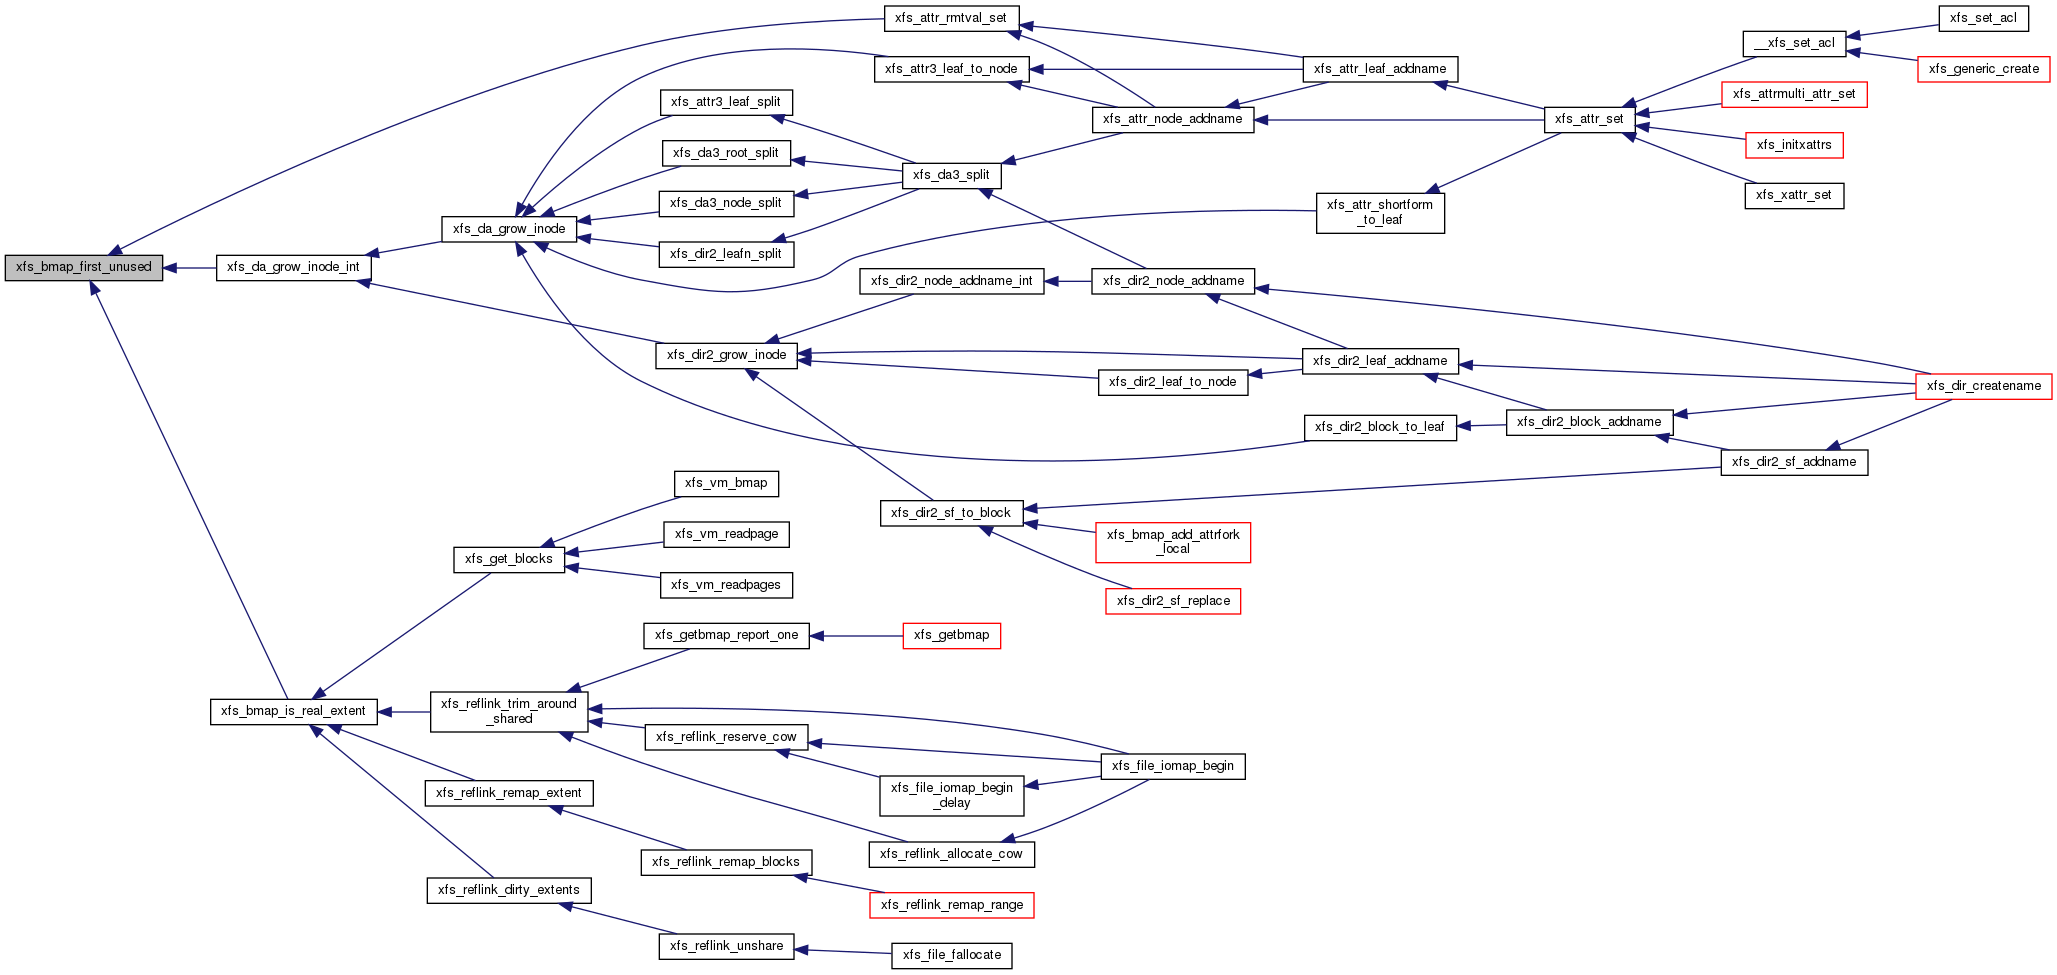 xfs_attr_rmtval_set
xfs_set_acl
__xfs_set_acl
xfs_attr3_leaf_to_node
xfs_attr_leaf_addname
xfs_generic_create
xfs_attr3_leaf_split
xfs_attrmulti_attr_set
xfs_attr_node_addname
xfs_attr_set
xfs_initxattrs
xfs_da3_root_split
xfs_da3_split
xfs_xattr_set
xfs_da3_node_split
xfs_attr_shortform
_to_leaf
xfs_da_grow_inode
xfs_dir2_leafn_split
xfs_bmap_first_unused
xfs_da_grow_inode_int
xfs_dir2_node_addname_int
xfs_dir2_node_addname
xfs_dir2_grow_inode
xfs_dir2_leaf_addname
xfs_dir2_leaf_to_node
xfs_dir_createname
xfs_dir2_block_to_leaf
xfs_dir2_block_addname
xfs_dir2_sf_addname
xfs_vm_bmap
xfs_dir2_sf_to_block
xfs_vm_readpage
xfs_bmap_add_attrfork
_local
xfs_get_blocks
xfs_vm_readpages
xfs_dir2_sf_replace
xfs_getbmap_report_one
xfs_getbmap
xfs_bmap_is_real_extent
xfs_reflink_trim_around
_shared
xfs_reflink_reserve_cow
xfs_file_iomap_begin
xfs_reflink_remap_extent
xfs_file_iomap_begin
_delay
xfs_reflink_allocate_cow
xfs_reflink_remap_blocks
xfs_reflink_dirty_extents
xfs_reflink_remap_range
xfs_reflink_unshare
xfs_file_fallocate